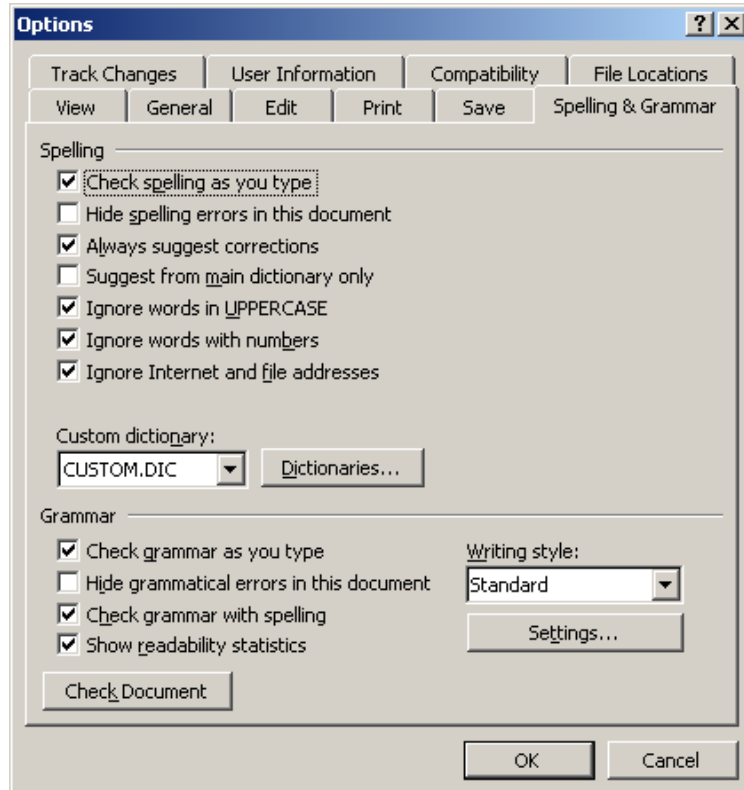 Options
Track Changes User Information Compatibility File Locations
View General Edit Print Save Spelling & Grammar
Spelling
Check spelling as you type
Hide spelling errors in this document
Always suggest corrections
Suggest from main dictionary only
Ignore words in UPPERCASE
Ignore words with numbers
Ignore Internet and file addresses
Custom dictionary:
CUSTOM.DIC Dictionaries...
Grammar
Check grammar as you type Writing style:
Hide grammatical errors in this document Standard
Check grammar with spelling
Show readability statistics Settings...
Check Document
OK Cancel